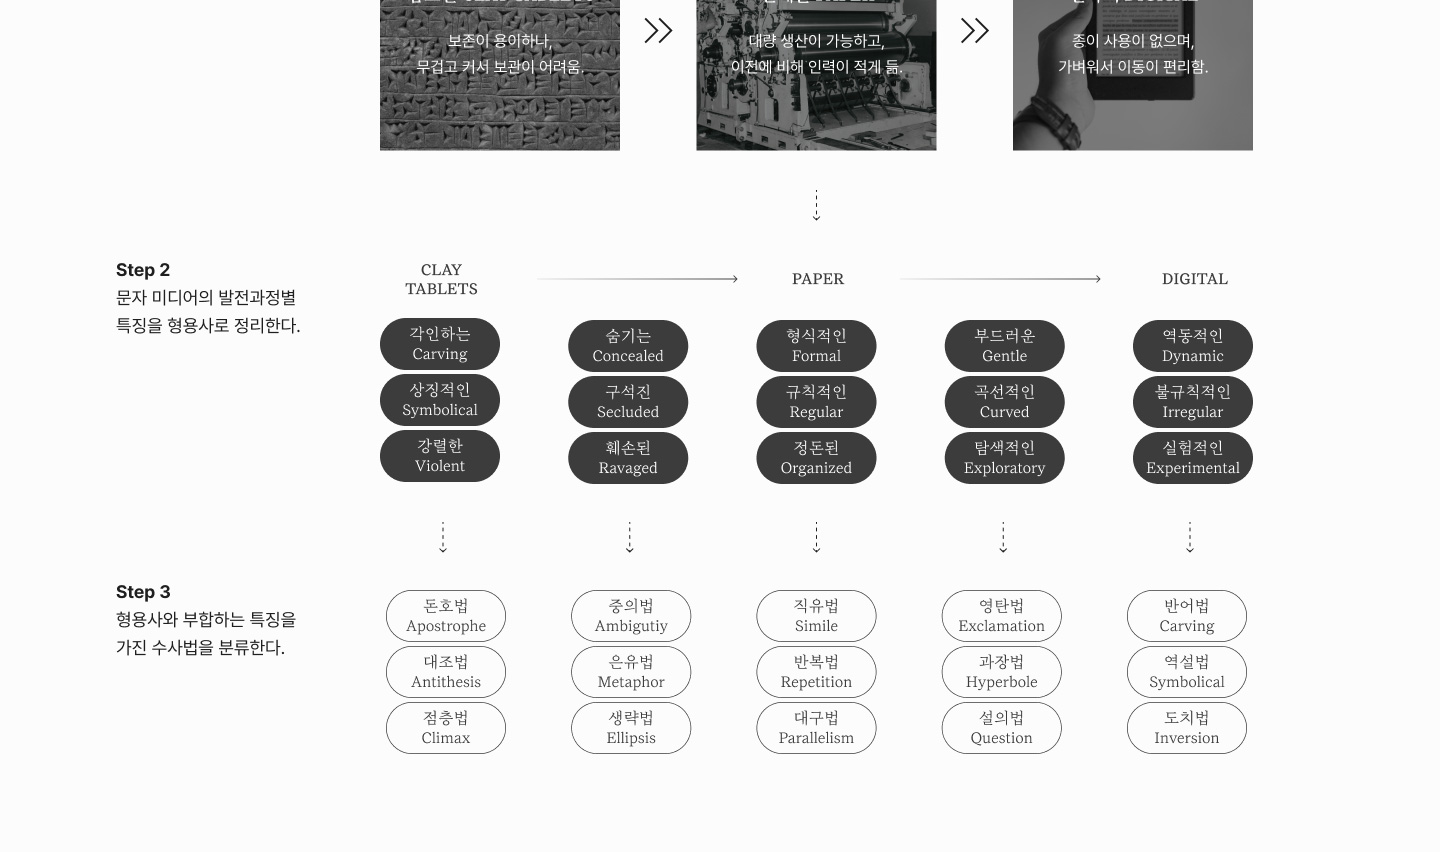 보존이 용이하나,
무겁고 커서 보관이 어려움.
대량 생산이 가능하고,
이전에 비해 인력이 적게 듦.
종이 사용이 없으며,
가벼워서 이동이 편리함.
Step 2
문자 미디어의 발전과정별
특징을 형용사로 정리한다.
CLAY
TABLETS
PAPER
DIGITAL
각인하는
Carving
상징적인
Symbolical
강렬한
Violent
숨기는
Concealed
구석진
Secluded
훼손된
Ravaged
형식적인
Formal
규칙적인
Regular
정돈된
Organized
부드러운
Gentle
곡선적인
Curved
탐색적인
Exploratory
역동적인
Dynamic
불규칙적인
Irregular
실험적인
Experimental
Step 3
형용사와 부합하는 특징을
가진 수사법을 분류한다.
돈호법
Apostrophe
대조법
Antithesis
점층법
Climax
중의법
Ambigutiy
은유법
Metaphor
생략법
Ellipsis
직유법
Simile
반복법
Repetition
대구법
Parallelism
영탄법
Exclamation
과장법
Hyperbole
설의법
Question
반어법
Carving
역설법
Symbolical
도치법
Inversion